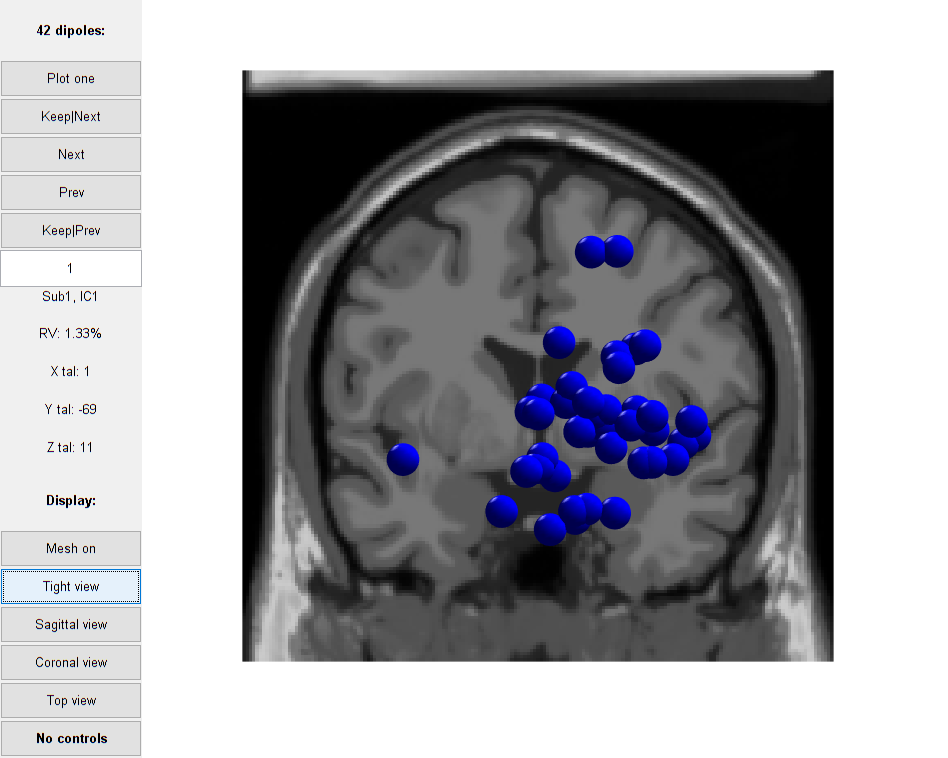 42 dipoles:
Plot one
Keep|Next
Next
Prev
Keep|Prev
1
Sub1, IC1
RV: 1.33%
X tal: 1
Y tal: -69
Z tal: 11
Display:
Mesh on
Tight view
Sagittal view
Coronal view
Top view
No controls